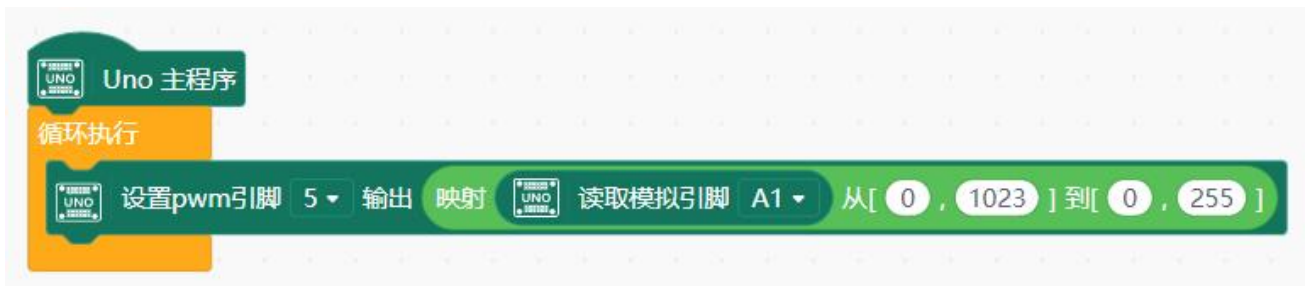 UNO Uno 主程序
循环执行
UNO 设置pwm引脚 5 输出 映射 UNO 读取模拟引脚 A1 从[ 0 , 1023 ] 到[ 0 , 255 ]